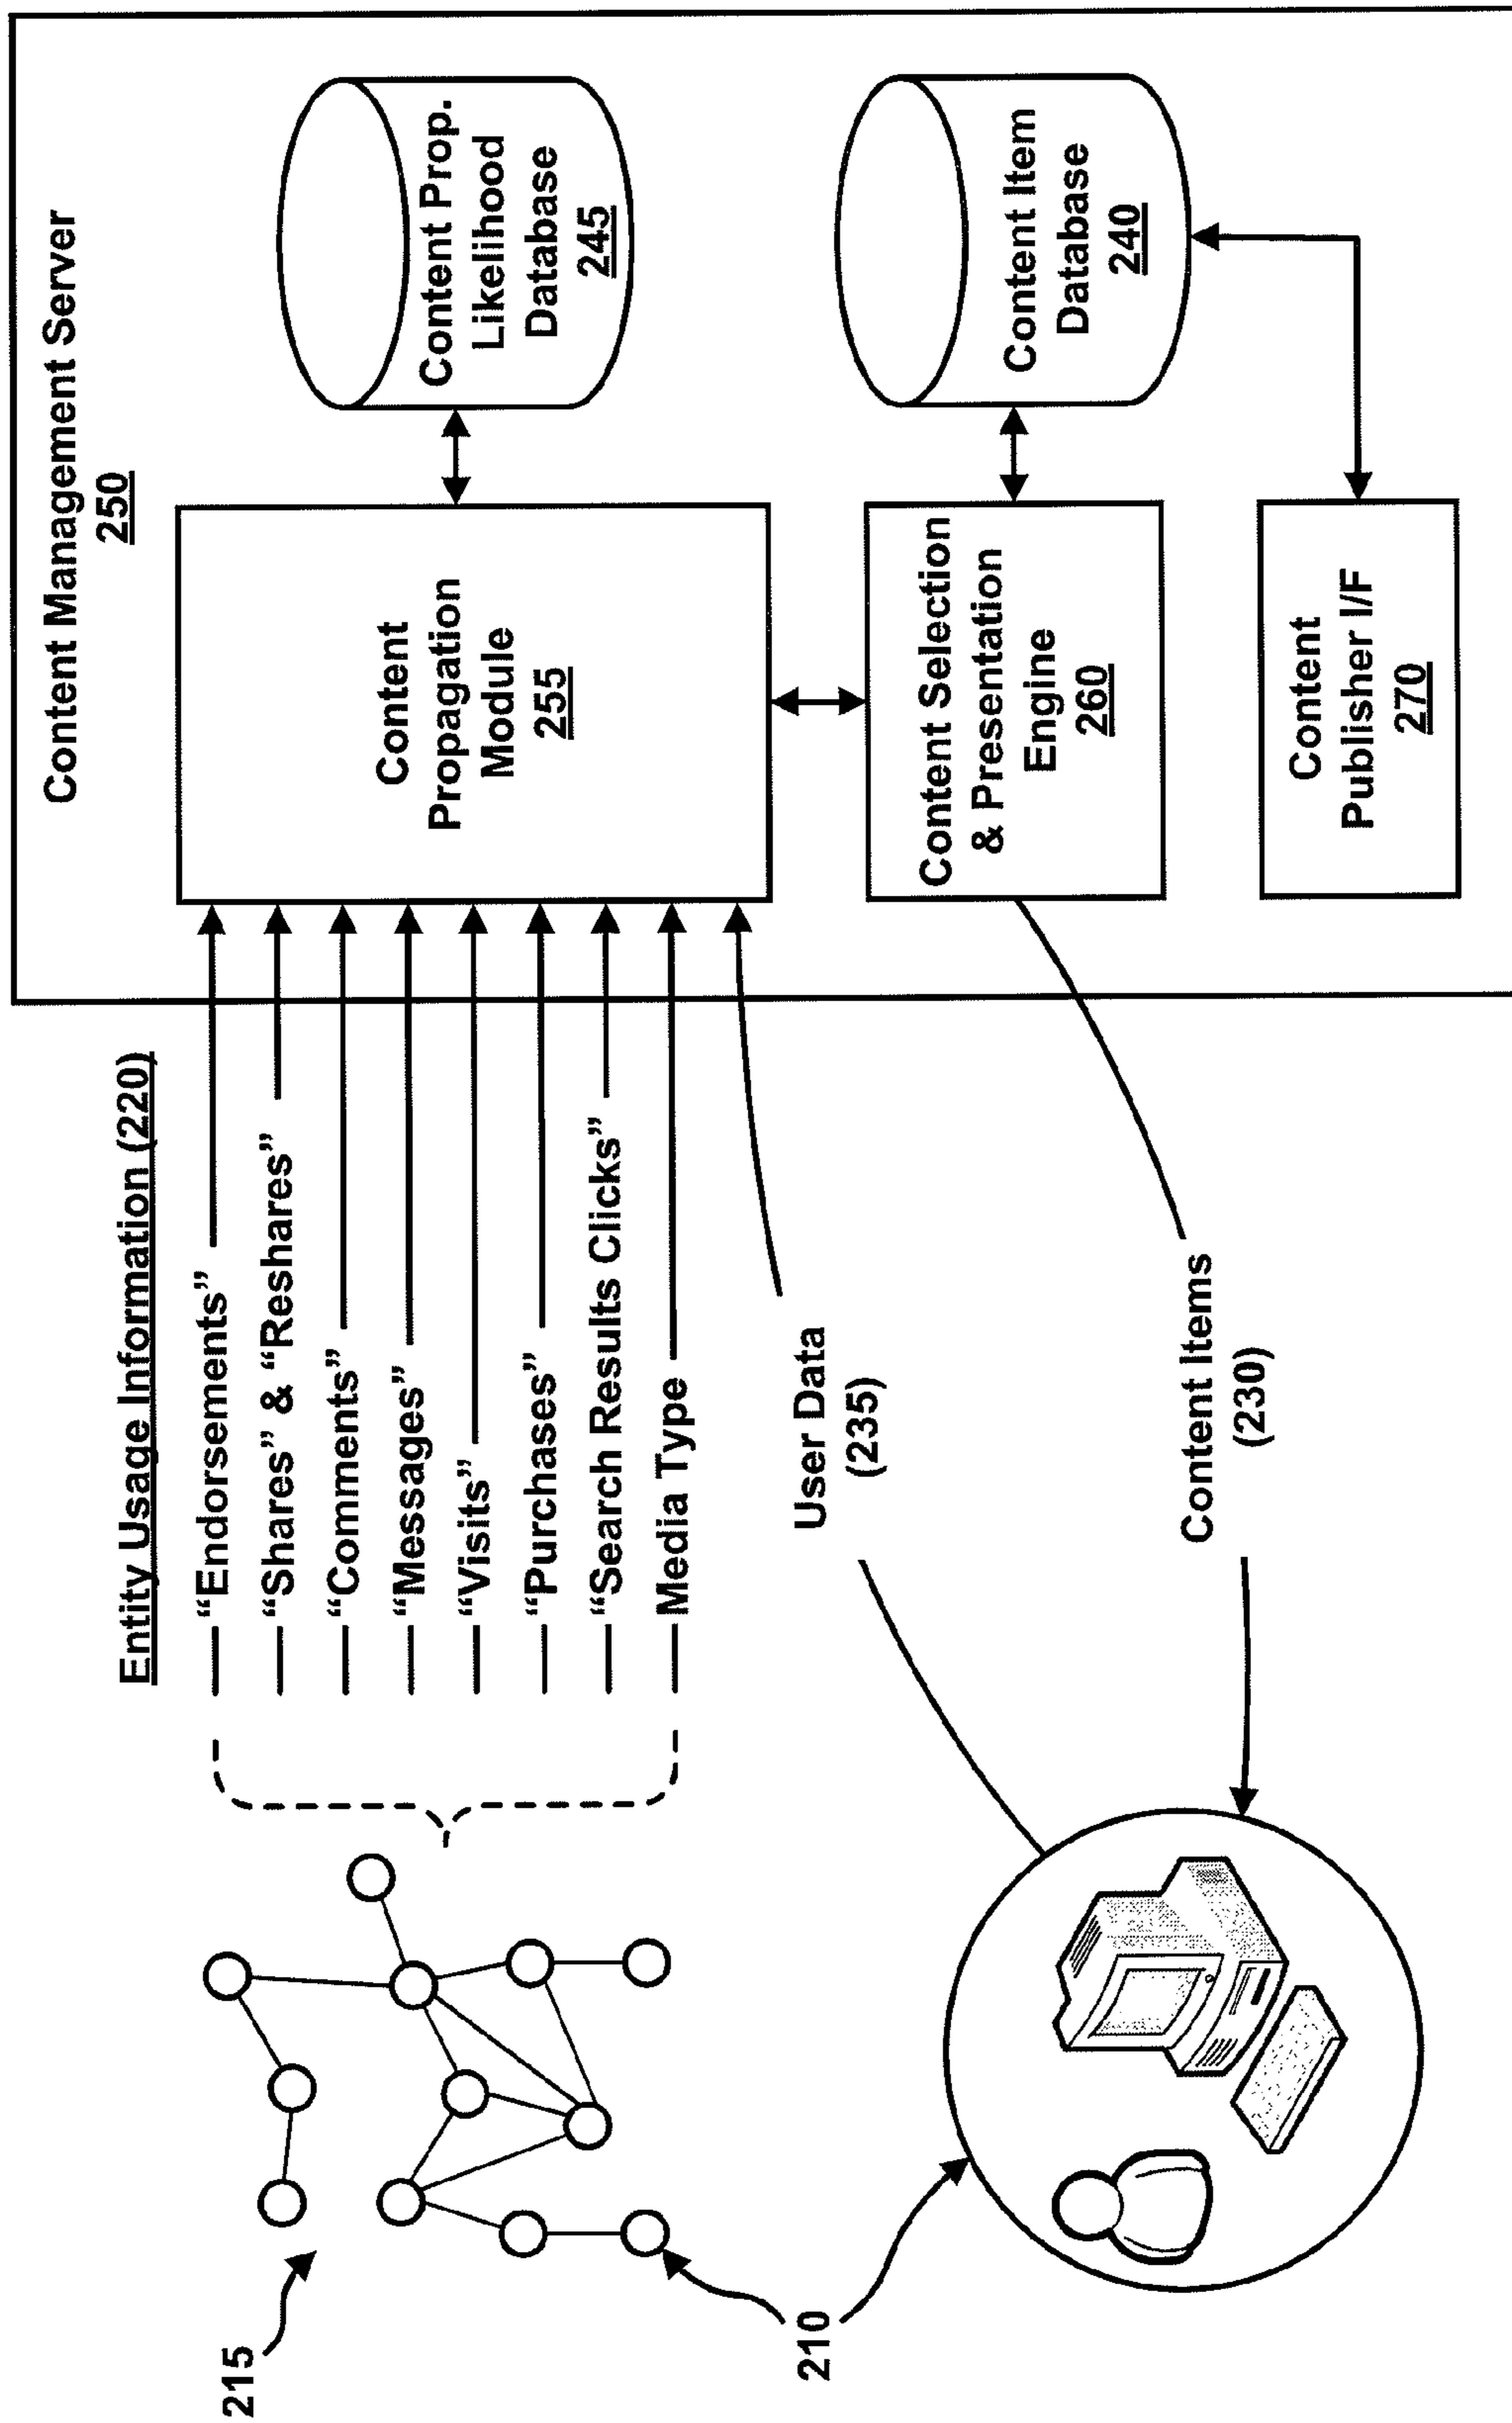 Content Management Server
250
Entity Usage Information (220)
“Endorsements”
“Shares” & “Reshares”
“Comments”
“Messages”
“Visits”
“Purchases”
“Search Results Clicks”
Media Type
Content
Propagation
Module
255
Content Prop.
Likelihood
Database
245
215
210
User Data
(235)
Content Selection
& Presentation
Engine
260
Content Item
Database
240
Content Items
(230)
Content
Publisher I/F
270